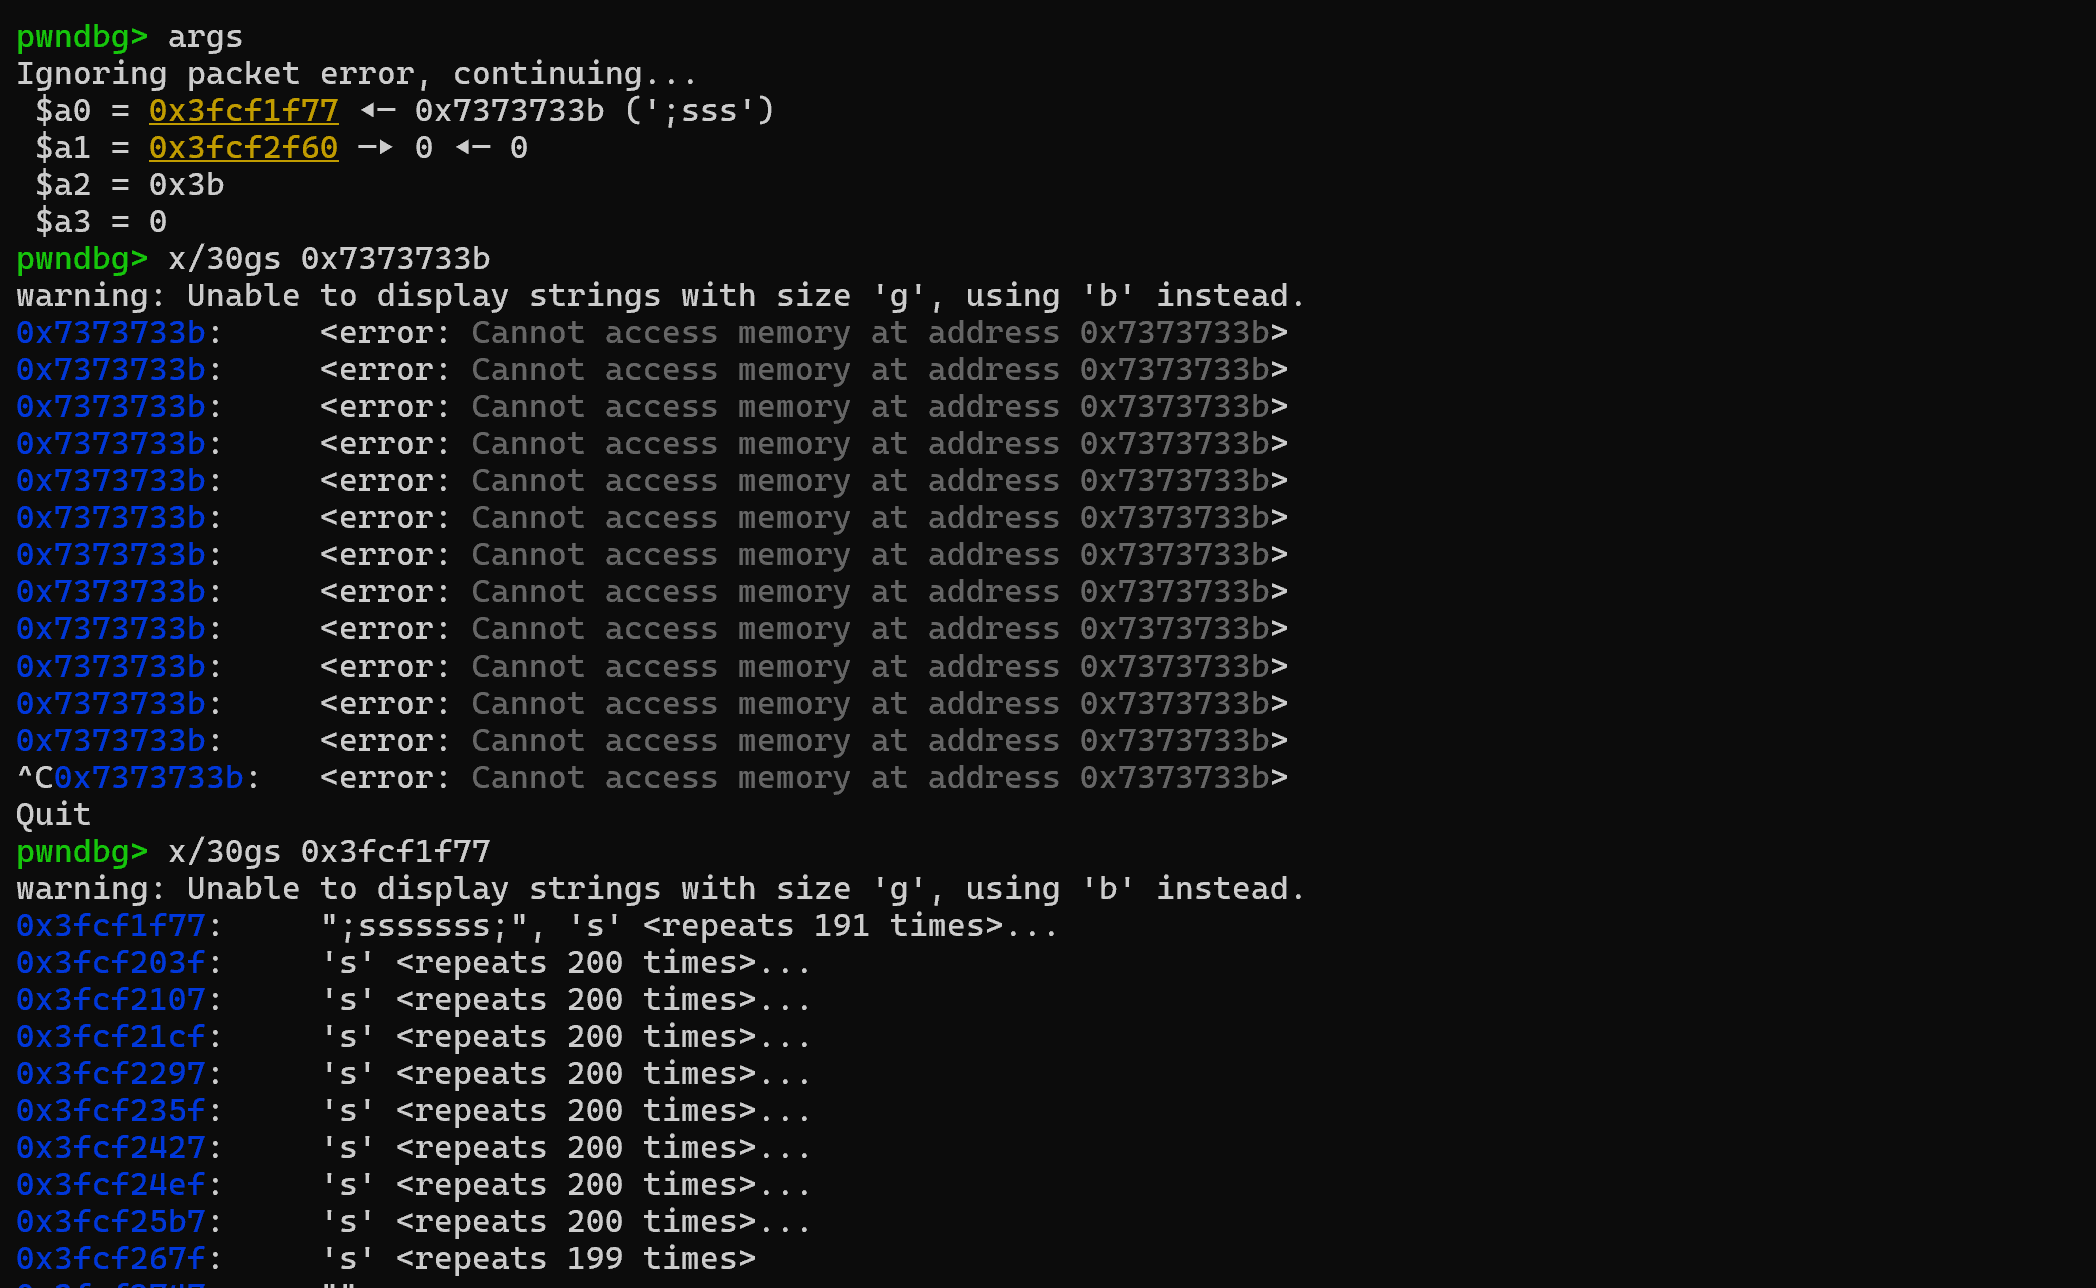 pwndbg> args
Ignoring packet error, continuing...
$a0 = 0x3fcf1f77 ◂— 0x7373733b (';sss')
$a1 = 0x3fcf2f60 —▸ 0 ◂— 0
$a2 = 0x3b
$a3 = 0
pwndbg> x/30gs 0x7373733b
warning: Unable to display strings with size 'g', using 'b' instead.
0x7373733b:     <error: Cannot access memory at address 0x7373733b>
0x7373733b:     <error: Cannot access memory at address 0x7373733b>
0x7373733b:     <error: Cannot access memory at address 0x7373733b>
0x7373733b:     <error: Cannot access memory at address 0x7373733b>
0x7373733b:     <error: Cannot access memory at address 0x7373733b>
0x7373733b:     <error: Cannot access memory at address 0x7373733b>
0x7373733b:     <error: Cannot access memory at address 0x7373733b>
0x7373733b:     <error: Cannot access memory at address 0x7373733b>
0x7373733b:     <error: Cannot access memory at address 0x7373733b>
0x7373733b:     <error: Cannot access memory at address 0x7373733b>
0x7373733b:     <error: Cannot access memory at address 0x7373733b>
0x7373733b:     <error: Cannot access memory at address 0x7373733b>
^C0x7373733b:   <error: Cannot access memory at address 0x7373733b>
Quit
pwndbg> x/30gs 0x3fcf1f77
warning: Unable to display strings with size 'g', using 'b' instead.
0x3fcf1f77:     ";sssssss;", 's' <repeats 191 times>...
0x3fcf203f:     's' <repeats 200 times>...
0x3fcf2107:     's' <repeats 200 times>...
0x3fcf21cf:     's' <repeats 200 times>...
0x3fcf2297:     's' <repeats 200 times>...
0x3fcf235f:     's' <repeats 200 times>...
0x3fcf2427:     's' <repeats 200 times>...
0x3fcf24ef:     's' <repeats 200 times>...
0x3fcf25b7:     's' <repeats 200 times>...
0x3fcf267f:     's' <repeats 199 times>